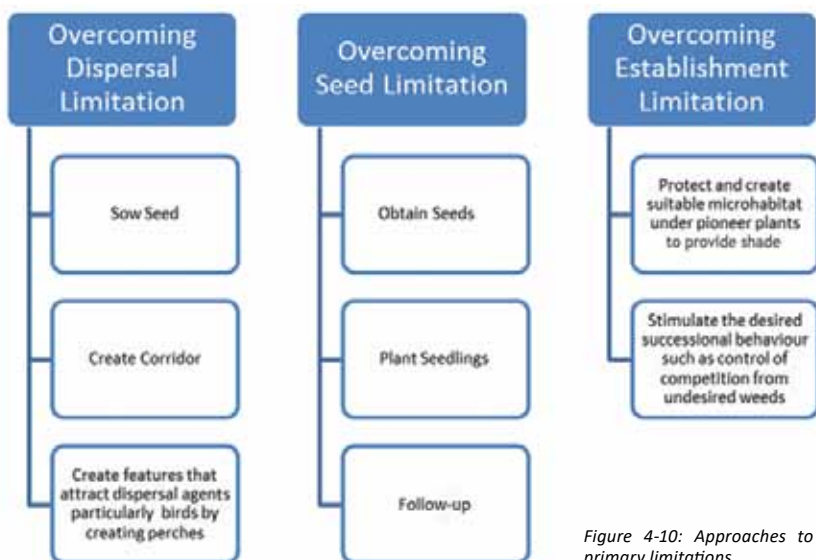 Overcoming
Dispersal
Limitation
Sow Seed
Create Corridor
Create features that
attract dispersal agents
particularly birds by
creating perches
Overcoming
Seed Limitation
Obtain Seeds
Plant Seedlings
Follow-up
Overcoming
Establishment
Limitation
Protect and create
suitable microhabitat
under pioneer plants
to provide shade
Stimulate the desired
successional behaviour
such as control of
competition from
undesired weeds
Figure 4-10: Approaches to
primary limitations